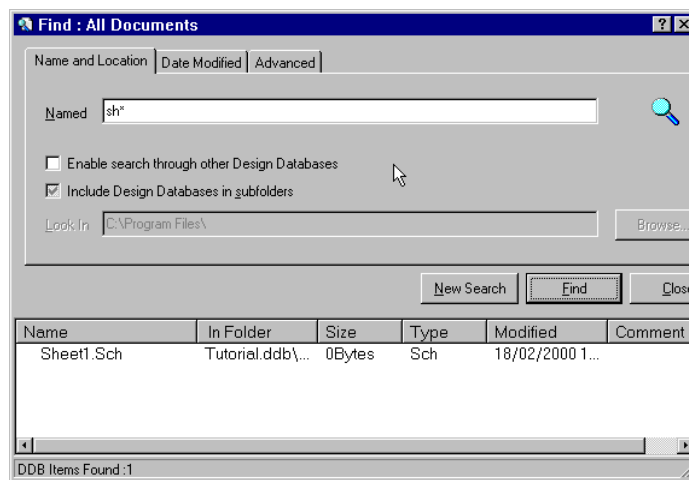 Find : All Documents
Name and Location Date Modified Advanced
Named sh*
Enable search through other Design Databases
Include Design Databases in subfolders
Look In C:\Program Files\ Browse...
New Search Find Close
Name In Folder Size Type Modified Comment
Sheet1.Sch Tutorial.ddb\... 0Bytes Sch 18/02/2000 1...
DDB Items Found :1